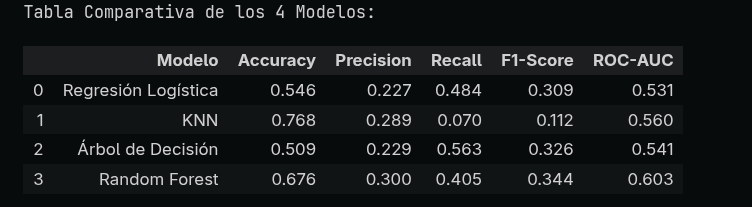 Tabla Comparativa de los 4 Modelos:
Modelo Accuracy Precision Recall F1-Score ROC-AUC
0 Regresión Logística 0.546 0.227 0.484 0.309 0.531
1 KNN 0.768 0.289 0.070 0.112 0.560
2 Árbol de Decisión 0.509 0.229 0.563 0.326 0.541
3 Random Forest 0.676 0.300 0.405 0.344 0.603